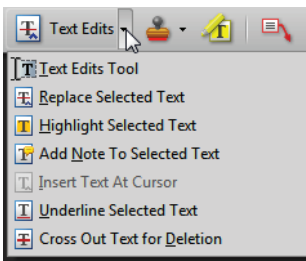 Text Edits
Text Edits Tool
Replace Selected Text
Highlight Selected Text
Add Note To Selected Text
Insert Text At Cursor
Underline Selected Text
Cross Out Text for Deletion